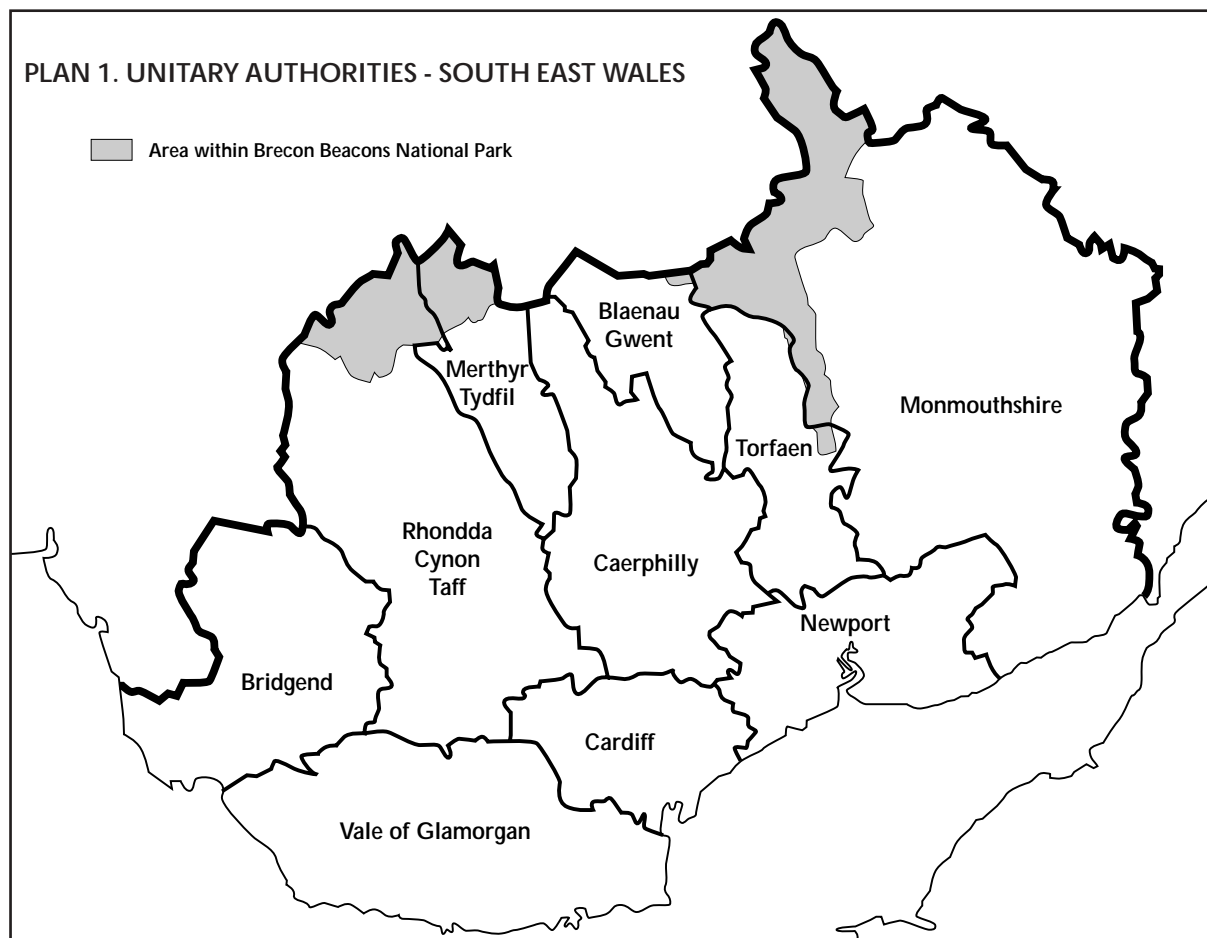 PLAN 1. UNITARY AUTHORITIES - SOUTH EAST WALES
Area within Brecon Beacons National Park
Blaenau
Gwent
Merthyr
Tydfil
Monmouthshire
Torfaen
Rhondda
Cynon
Taff
Caerphilly
Newport
Bridgend
Cardiff
Vale of Glamorgan